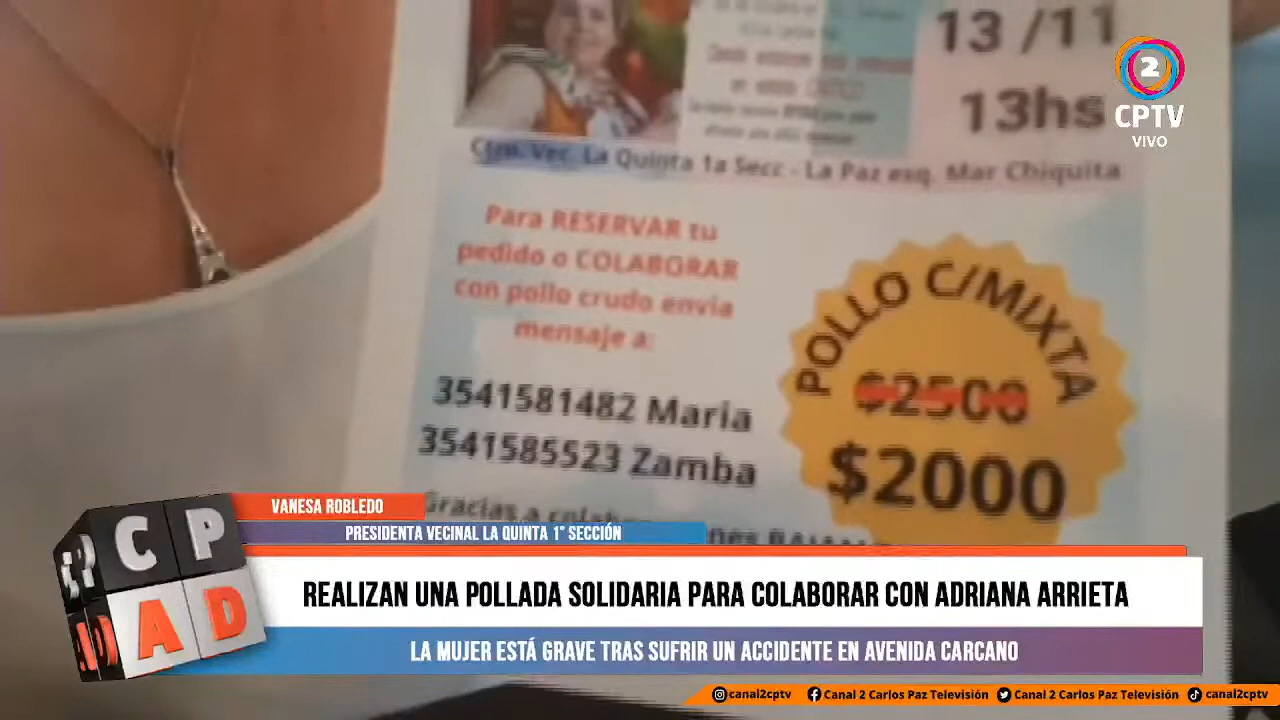 13 /11
13hs
2
CPTV
VIVO
Ctro. Vec. La Quinta 1a Secc - La Paz esq. Mar Chiquita
Para RESERVAR tu
pedido o COLABORAR
con pollo crudo envia
mensaje a:
3541581482 Maria
3541585523 Zamba
Gracias a
POLLO C/MIXTA
$2500
$2000
VANESA ROBLEDO
PRESIDENTA VECINAL LA QUINTA 1° SECCIÓN
CP
AD
REALIZAN UNA POLLADA SOLIDARIA PARA COLABORAR CON ADRIANA ARRIETA
LA MUJER ESTÁ GRAVE TRAS SUFRIR UN ACCIDENTE EN AVENIDA CARCANO
canal2cptv Canal 2 Carlos Paz Televisión Canal 2 Carlos Paz Televisión canal2cptv